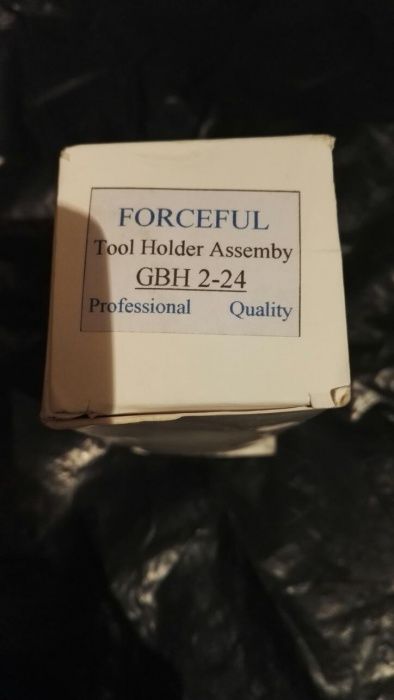 FORCEFUL
Tool Holder Assemby
GBH 2-24
Professional Quality